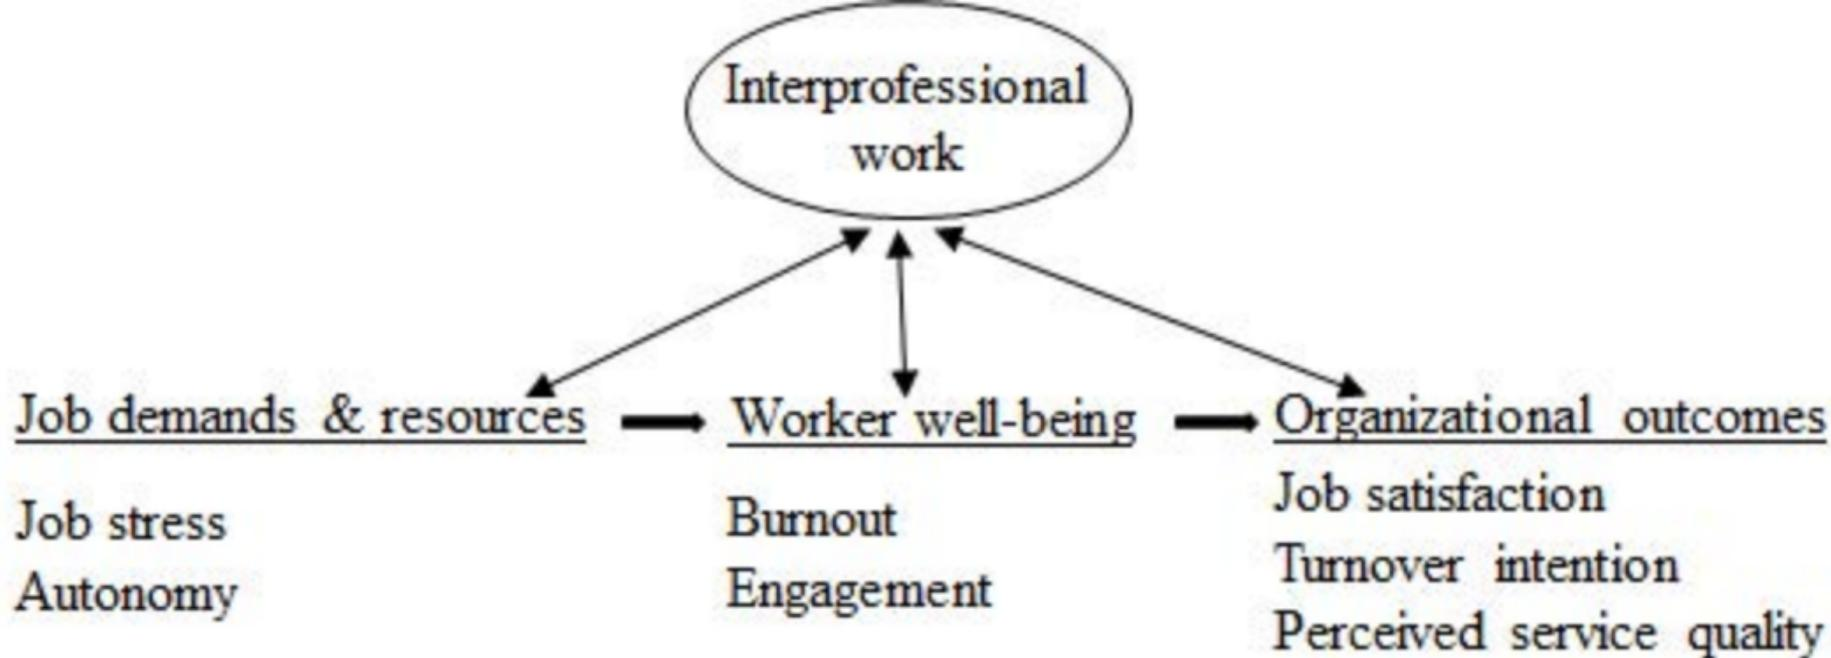 Interprofessional
work
Job demands & resources
Worker well-being
Organizational outcomes
Job stress
Autonomy
Burnout
Engagement
Job satisfaction
Turnover intention
Perceived service quality